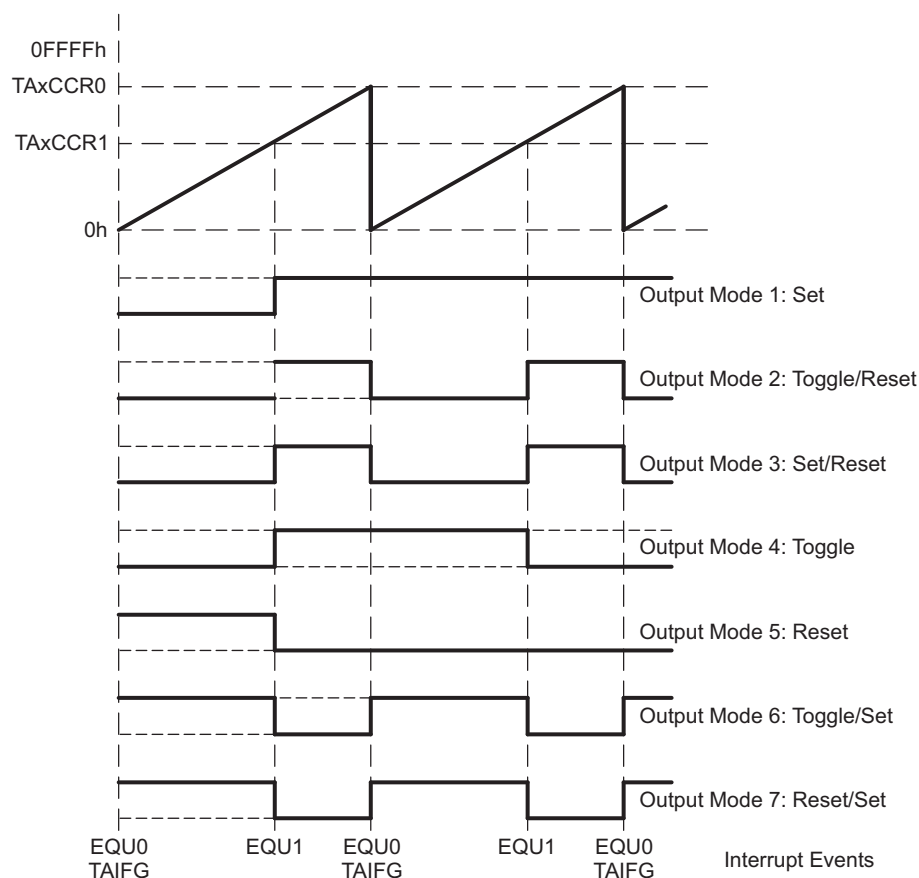 0FFFFh
TAxCCR0
TAxCCR1
0h
Output Mode 1: Set
Output Mode 2: Toggle/Reset
Output Mode 3: Set/Reset
Output Mode 4: Toggle
Output Mode 5: Reset
Output Mode 6: Toggle/Set
Output Mode 7: Reset/Set
EQU0 EQU1 EQU0 EQU1 EQU0
TAIFG TAIFG TAIFG
Interrupt Events